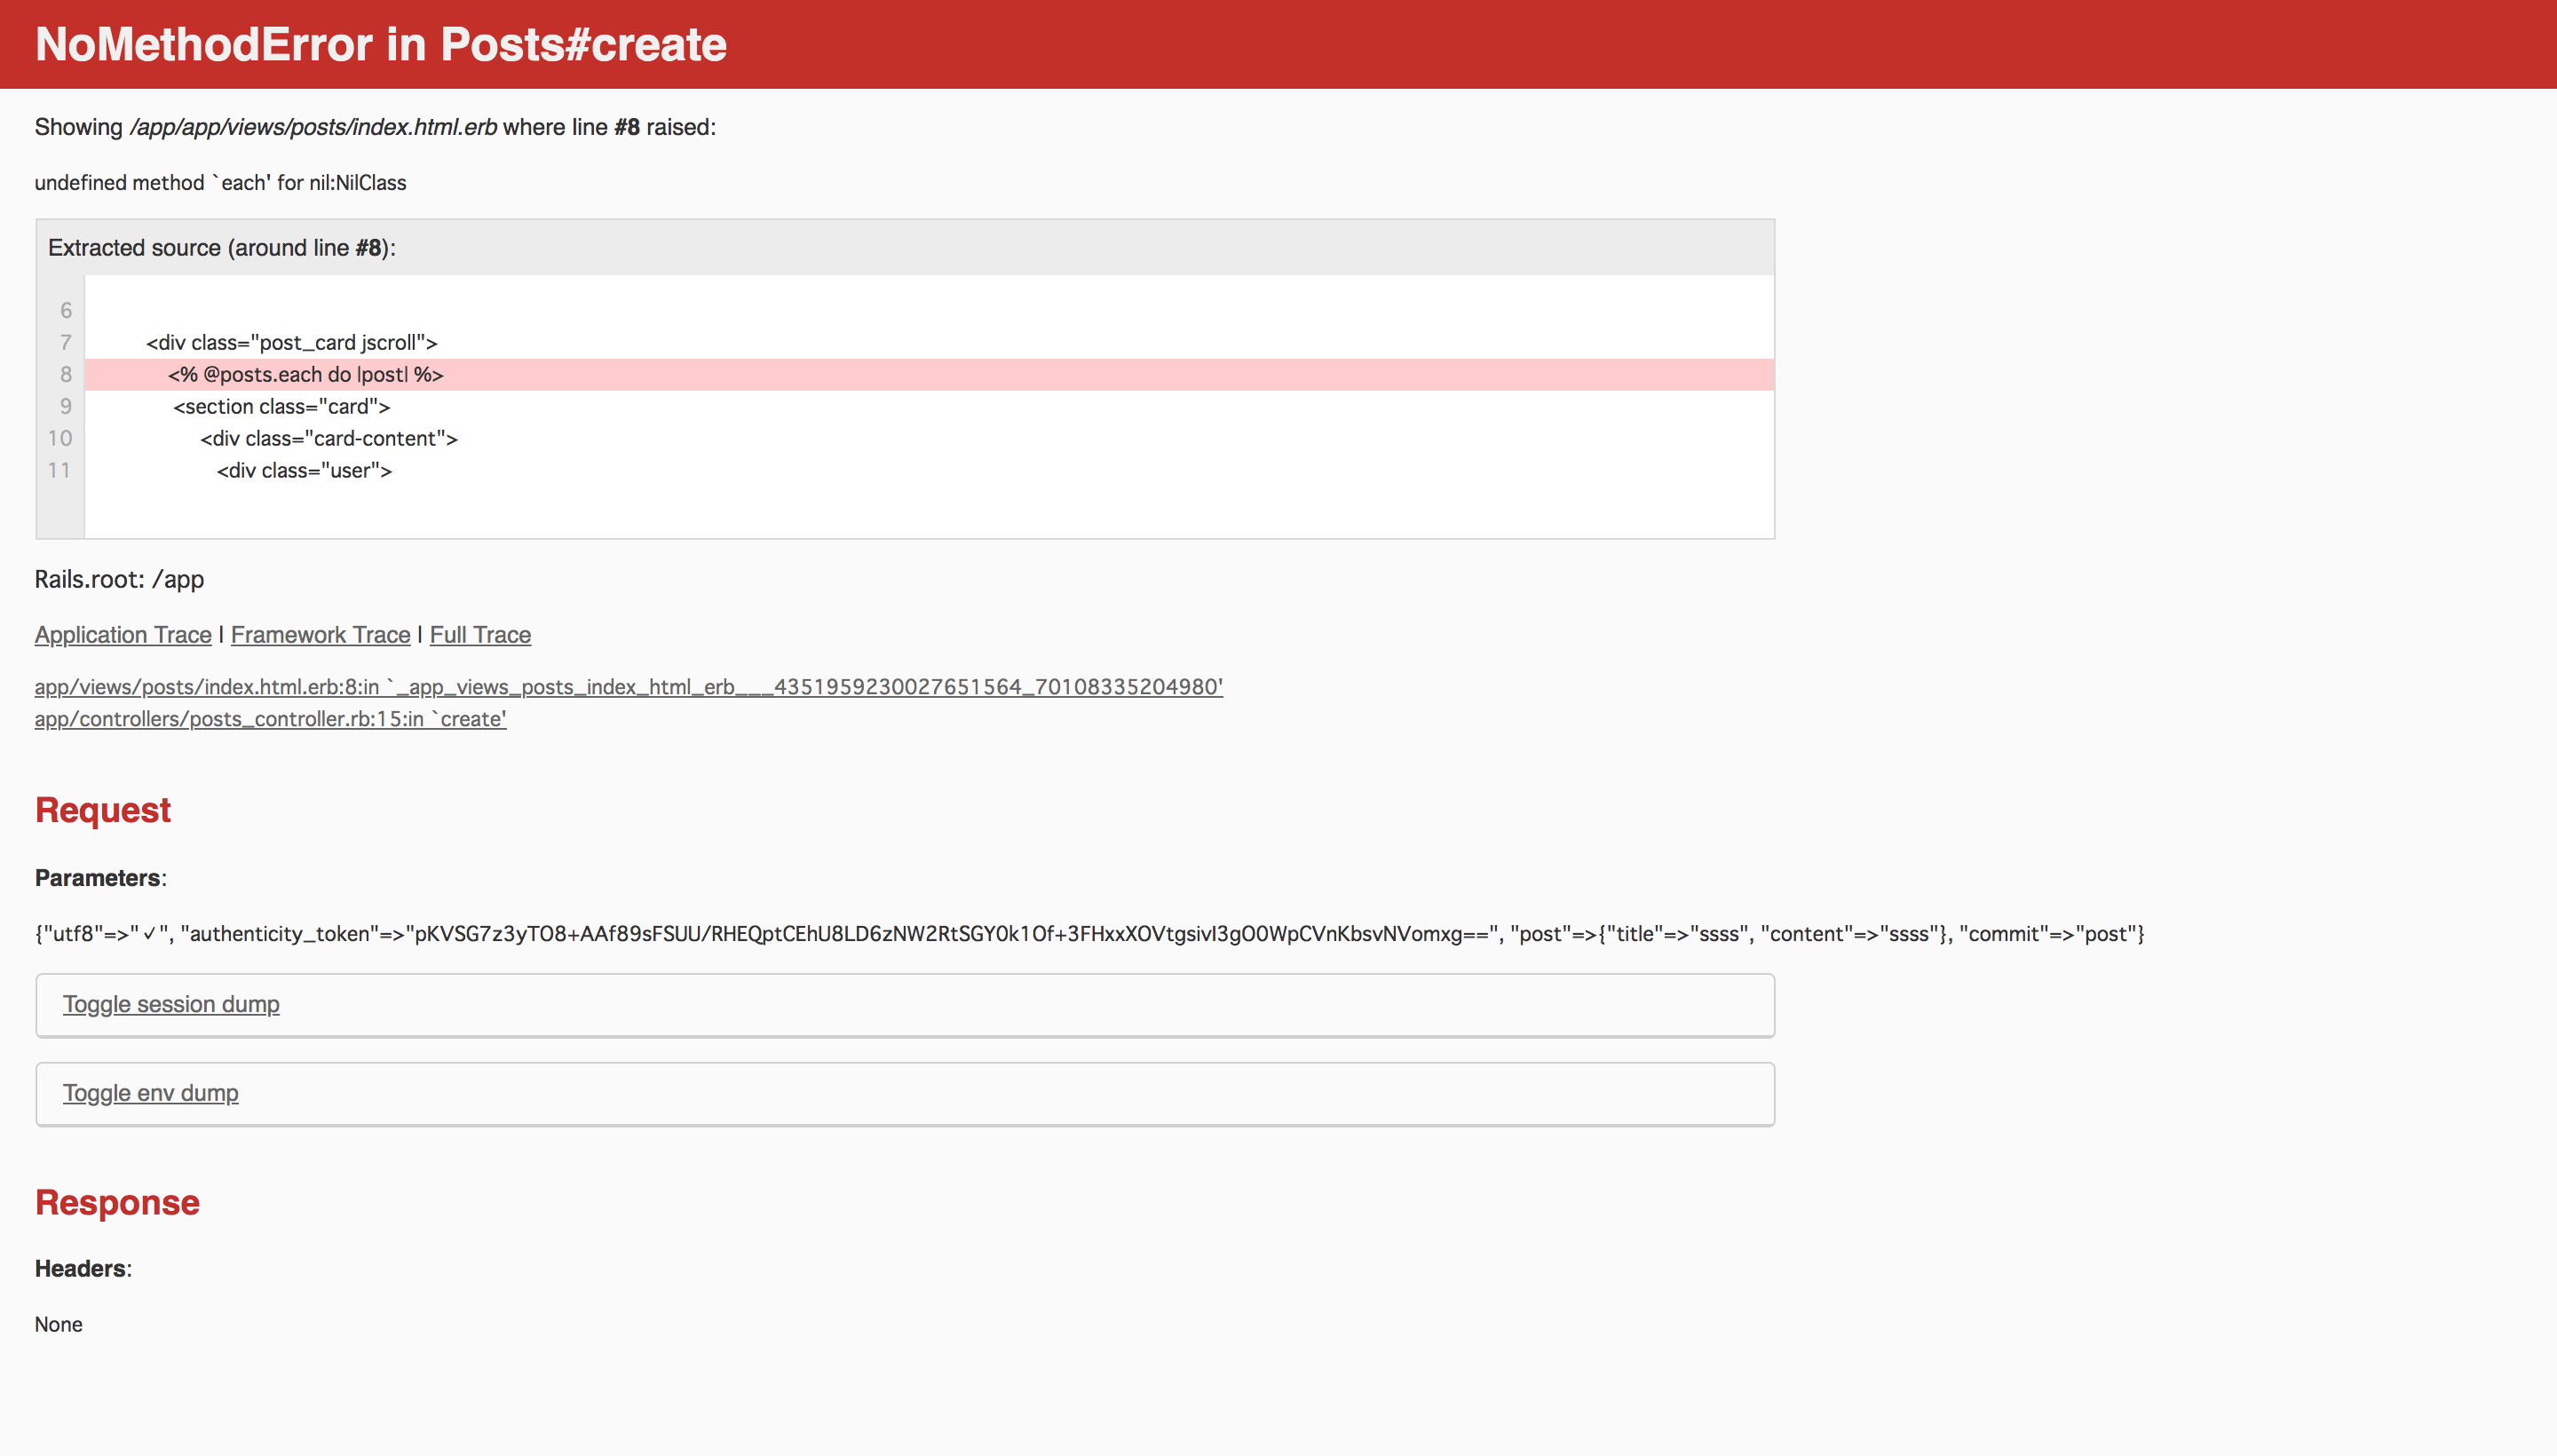 NoMethodError in Posts#create
Showing /app/app/views/posts/index.html.erb where line #8 raised:
undefined method `each' for nil:NilClass
Extracted source (around line #8):
6
7 <div class="post_card jscroll">
8 <% @posts.each do |post| %>
9 <section class="card">
10 <div class="card-content">
11 <div class="user">
Rails.root: /app
Application Trace | Framework Trace | Full Trace
app/views/posts/index.html.erb:8:in `_app_views_posts_index_html_erb___4351959230027651564_70108335204980'
app/controllers/posts_controller.rb:15:in `create'
Request
Parameters:
{"utf8"=>"✓", "authenticity_token"=>"pKVSG7z3yTO8+AAf89sFSUU/RHEQptCEhU8LD6zNW2RtSGY0k1Of+3FHxxXOVtgsivI3gO0WpCVnKbsvNVomxg==", "post"=>{"title"=>"ssss", "content"=>"ssss"}, "commit"=>"post"}
Toggle session dump
Toggle env dump
Response
Headers:
None